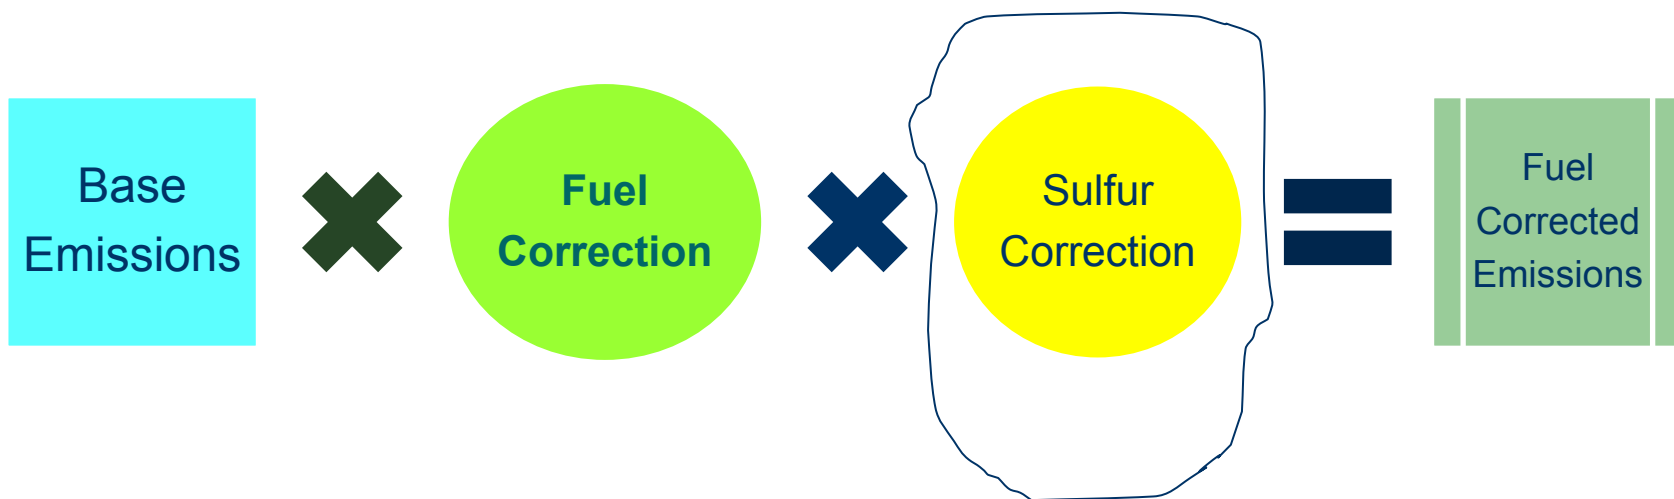 Base
Emissions
Fuel
Correction
Sulfur
Correction
Fuel
Corrected
Emissions